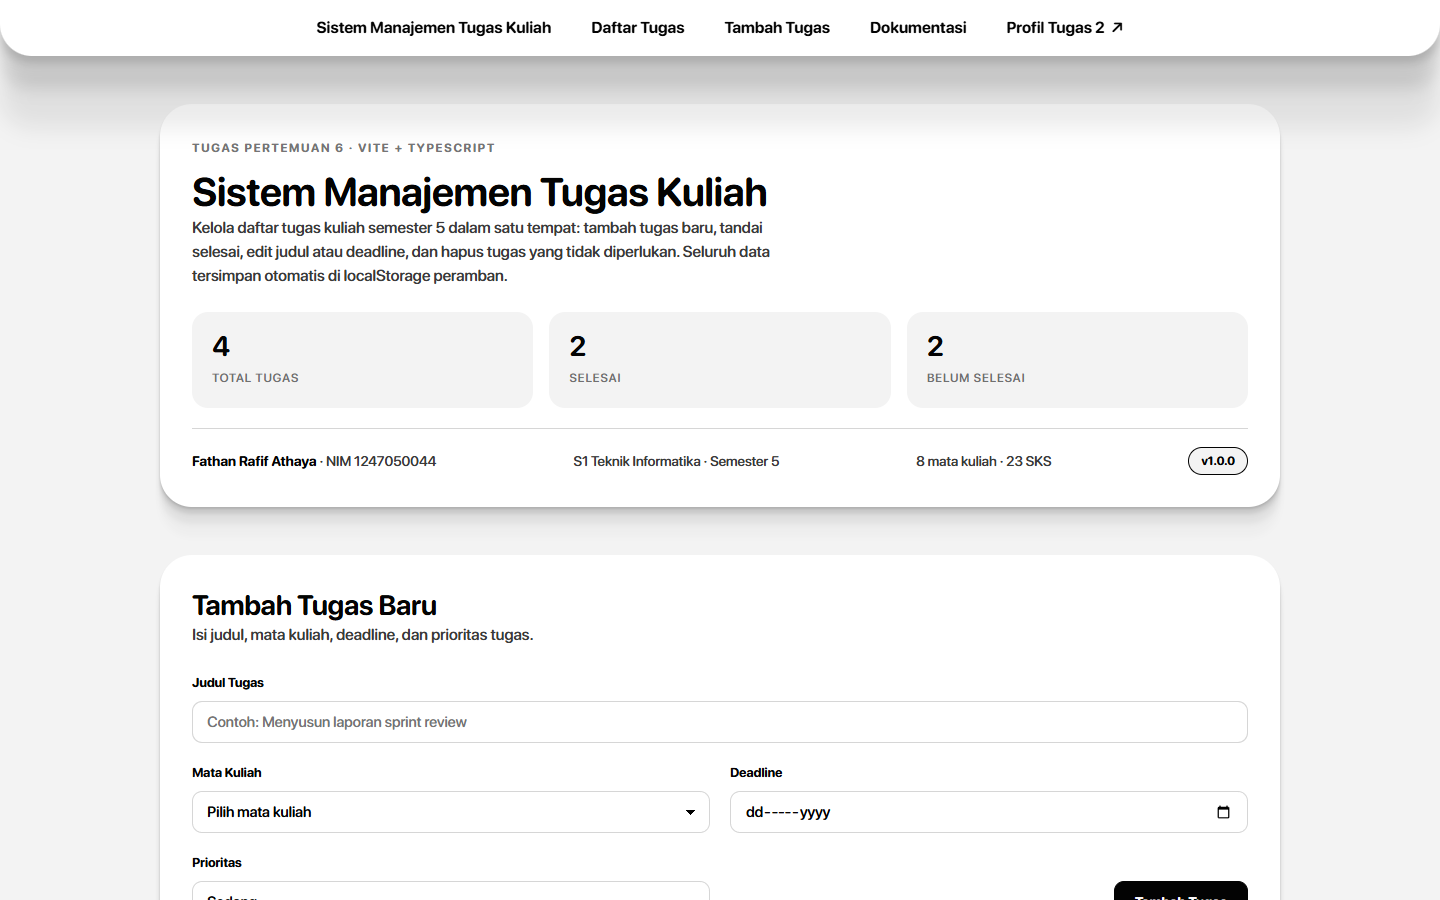 Sistem Manajemen Tugas Kuliah Daftar Tugas Tambah Tugas Dokumentasi Profil Tugas 2 ↗
TUGAS PERTEMUAN 6 · VITE + TYPESCRIPT
Sistem Manajemen Tugas Kuliah
Kelola daftar tugas kuliah semester 5 dalam satu tempat: tambah tugas baru, tandai
selesai, edit judul atau deadline, dan hapus tugas yang tidak diperlukan. Seluruh data
tersimpan otomatis di localStorage peramban.
4 2 2
TOTAL TUGAS SELESAI BELUM SELESAI
Fathan Rafif Athaya · NIM 1247050044 S1 Teknik Informatika · Semester 5 8 mata kuliah · 23 SKS v1.0.0
Tambah Tugas Baru
Isi judul, mata kuliah, deadline, dan prioritas tugas.
Judul Tugas
Contoh: Menyusun laporan sprint review
Mata Kuliah Deadline
Pilih mata kuliah dd-----yyyy
Prioritas
Sedang Tambah Tugas